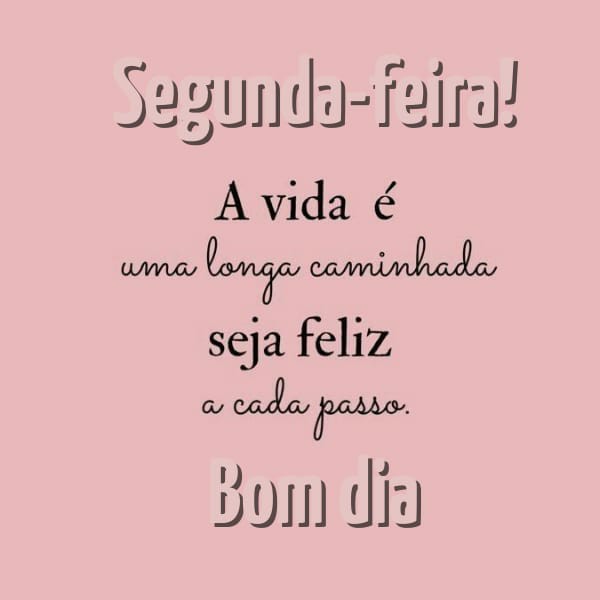 Segunda-feira!
A vida é
uma longa caminhada
seja feliz
a cada passo.
Bom dia